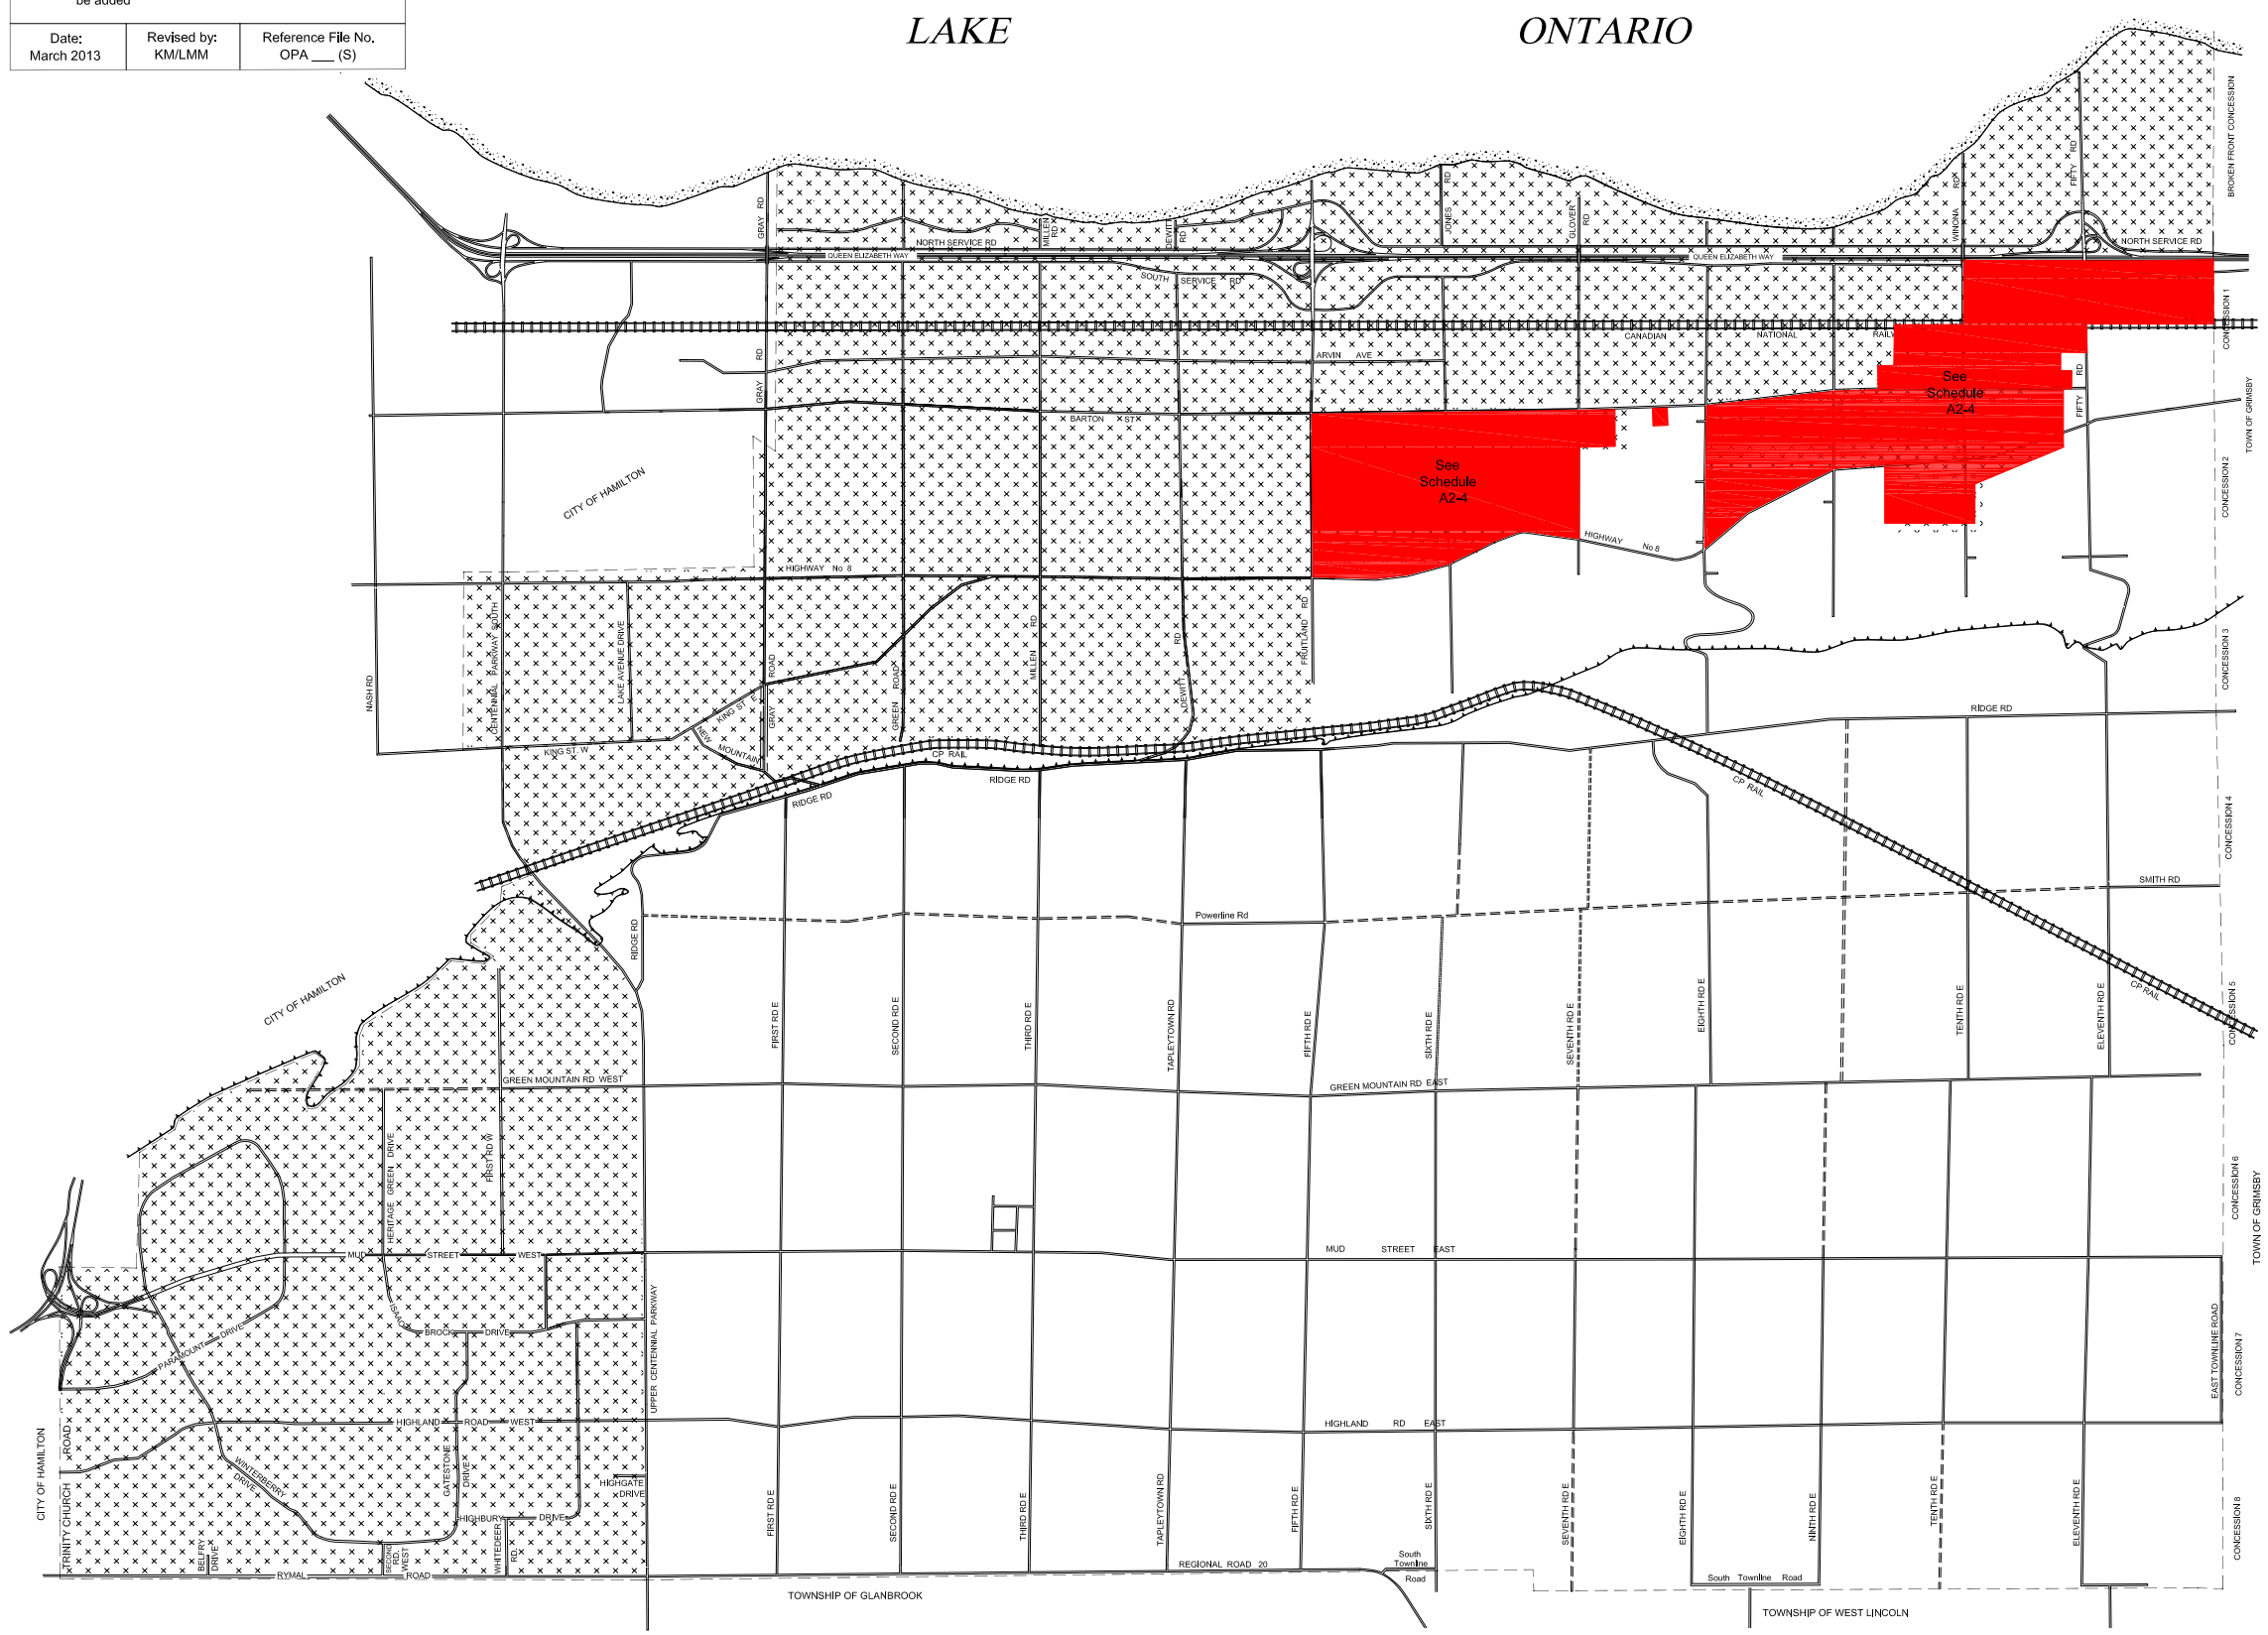 be added
Date:
March 2013
Revised by:
KM/LMM
Reference File No.
OPA ___ (S)
LAKE
ONTARIO
BROKEN FRONT CONCESSION
GRAY RD
MILLEN
RD
DEWITT
RD
JONES RD
GLOVER
RD
WINONA RD
FIFTY RD
NORTH SERVICE RD
NORTH SERVICE RD
QUEEN ELIZABETH WAY
QUEEN ELIZABETH WAY
SOUTH SERVICE RD
CONCESSION 1
CANADIAN NATIONAL RAILW
GRAY RD
ARVIN AVE
See
Schedule
A2-4
FIFTY RD
TOWN OF GRIMSBY
BARTON ST
See
Schedule
A2-4
CITY OF HAMILTON
CONCESSION 2
HIGHWAY No 8
HIGHWAY No 8
NASH RD
CENTENNIAL PARKWAY SOUTH
LAKE AVENUE DRIVE
GRAY ROAD
GREEN ROAD
MILLEN RD
DEWITT RD
FRUITLAND RD
CONCESSION 3
KING ST E
KING ST. W
NEW MOUNTAIN
CP RAIL
RIDGE RD
RIDGE RD
RIDGE RD
CP RAIL
CONCESSION 4
SMITH RD
RIDGE RD
Powerline Rd
CITY OF HAMILTON
FIRST RD E
SECOND RD E
THIRD RD E
TAPLEYTOWN RD
FIFTH RD E
SIXTH RD E
SEVENTH RD E
EIGHTH RD E
TENTH RD E
ELEVENTH RD E
CP RAIL
CONCESSION 5
GREEN MOUNTAIN RD WEST
GREEN MOUNTAIN RD EAST
HERITAGE GREEN DRIVE
FIRST RD W
CONCESSION 6
TOWN OF GRIMSBY
MUD STREET WEST
MUD STREET EAST
ISAAC
BROCK DRIVE
PARAMOUNT DRIVE
UPPER CENTENNIAL PARKWAY
EAST TOWNLINE ROAD
CONCESSION 7
HIGHLAND ROAD WEST
HIGHLAND RD EAST
CITY OF HAMILTON
TRINITY CHURCH ROAD
WINTERBERRY
DRIVE
GATESTONE
DRIVE
HIGHGATE
DRIVE
HIGHBURY DRIVE
BELFRY
DRIVE
SECOND
RD.
WEST
WHITEDEER
RD.
FIRST RD E
SECOND RD E
THIRD RD E
TAPLEYTOWN RD
FIFTH RD E
SIXTH RD E
SEVENTH RD E
EIGHTH RD E
NINTH RD E
TENTH RD E
ELEVENTH RD E
CONCESSION 8
RYMAL ROAD
REGIONAL ROAD 20
South
Townline
Road
South Townline Road
TOWNSHIP OF GLANBROOK
TOWNSHIP OF WEST LINCOLN